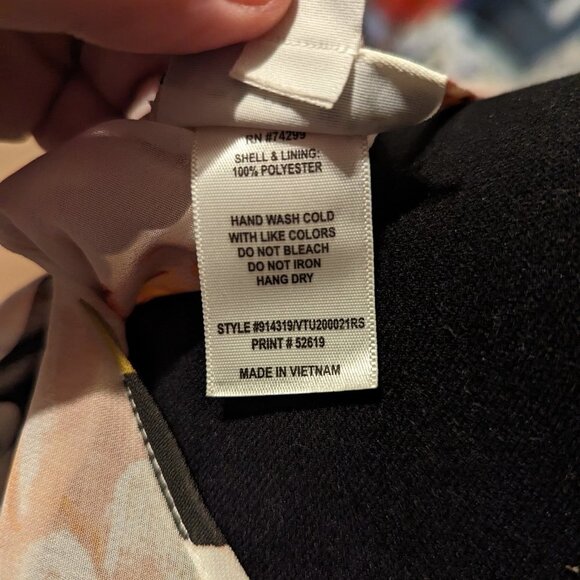 RN #74299
SHELL & LINING:
100% POLYESTER
HAND WASH COLD
WITH LIKE COLORS
DO NOT BLEACH
DO NOT IRON
HANG DRY
STYLE #914319/VTU200021RS
PRINT # 52619
MADE IN VIETNAM